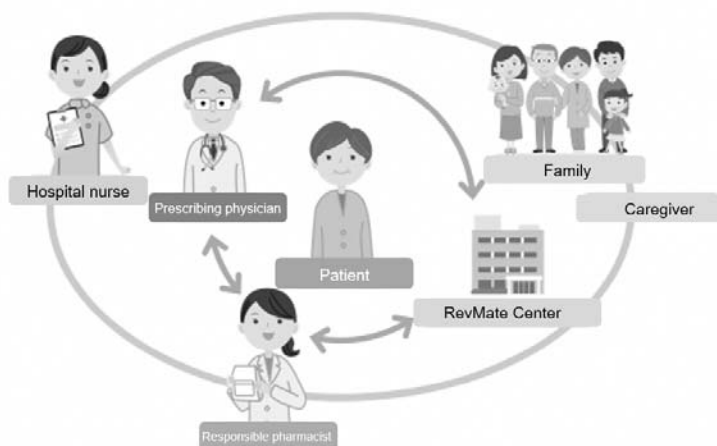 Hospital nurse
Prescribing physician
Family
Caregiver
Patient
RevMate Center
Responsible pharmacist